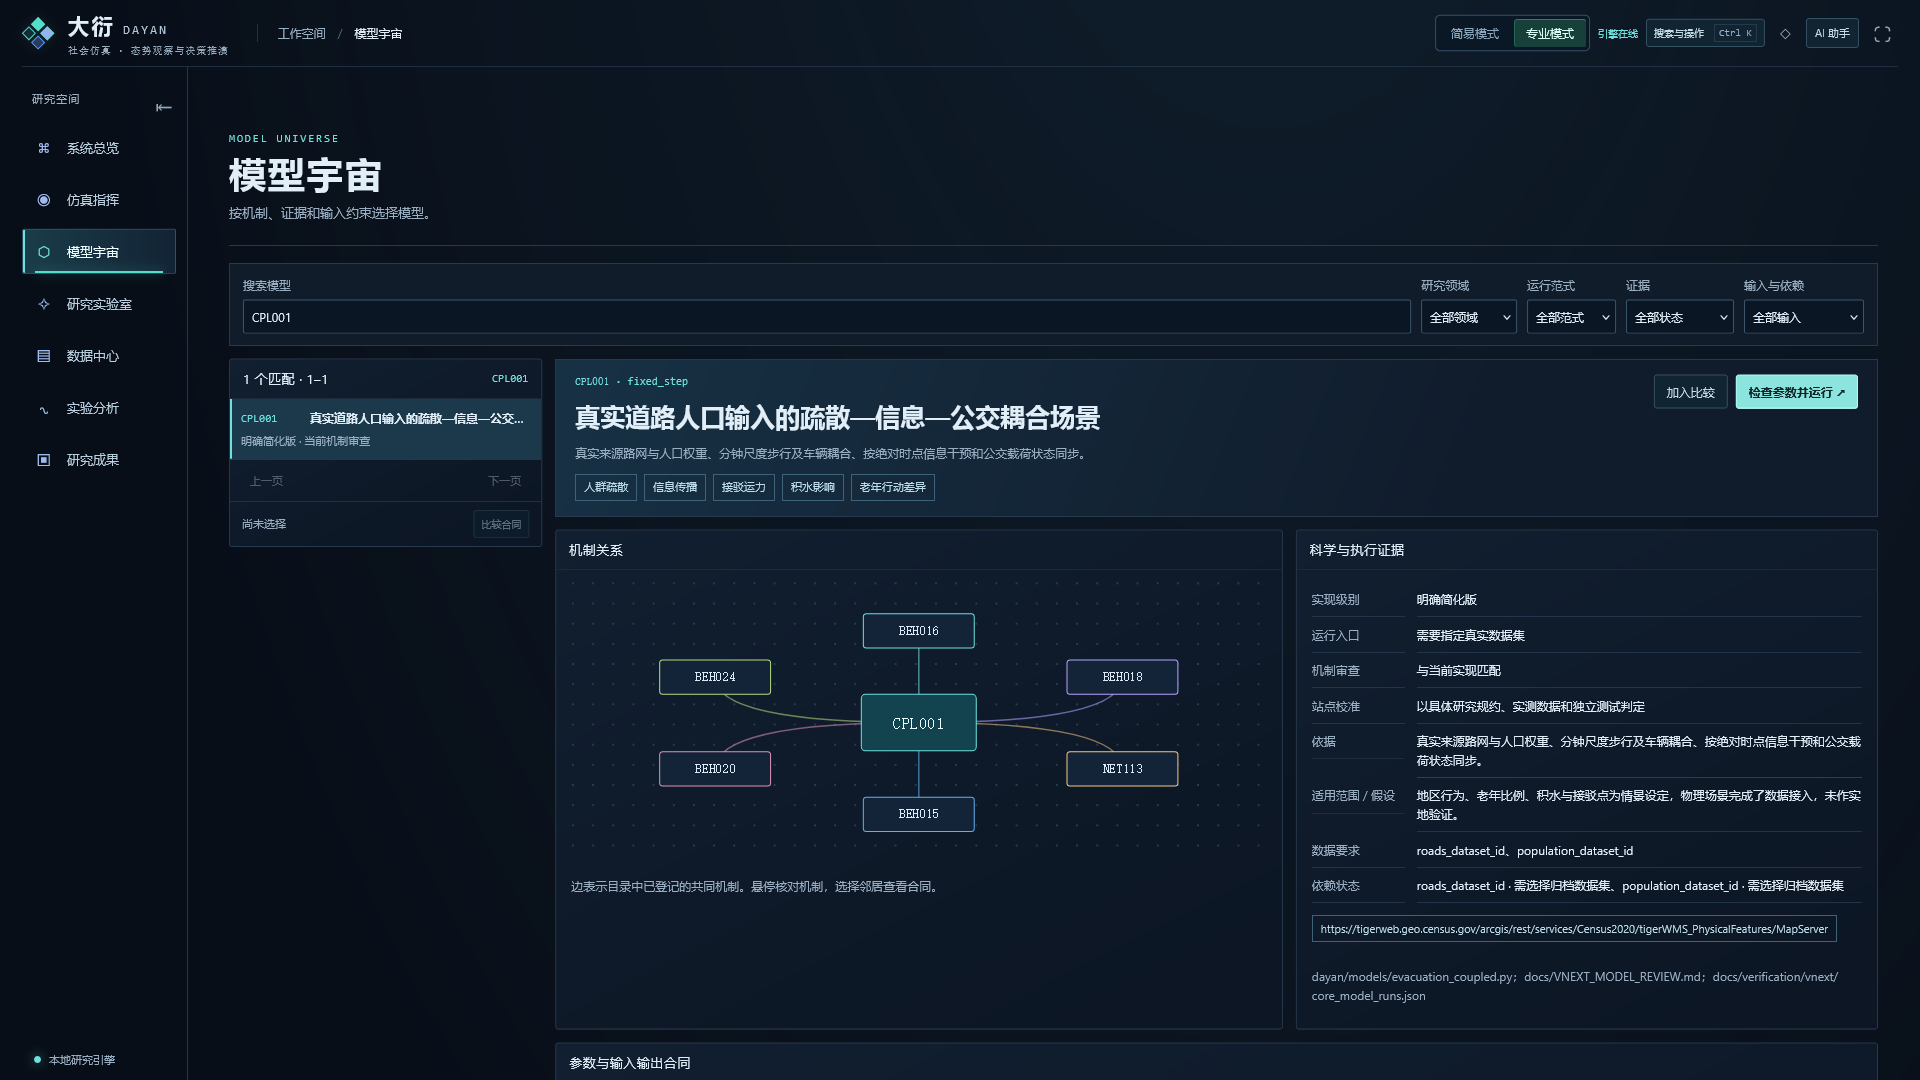 大衍 DAYAN
社会仿真 · 态势观察与决策推演
工作空间 / 模型宇宙
简易模式 专业模式 引擎在线 搜索与操作 Ctrl K AI 助手
研究空间
系统总览
仿真指挥
模型宇宙
研究实验室
数据中心
实验分析
研究成果
本地研究引擎
MODEL UNIVERSE
模型宇宙
按机制、证据和输入约束选择模型。
搜索模型 研究领域 运行范式 证据 输入与依赖
CPL001 全部领域 全部范式 全部状态 全部输入
1 个匹配 · 1–1 CPL001
CPL001 真实道路人口输入的疏散—信息—公交...
明确简化版 · 当前机制审查
上一页 下一页
尚未选择 比较合同
CPL001 · fixed_step
加入比较 检查参数并运行 ↗
真实道路人口输入的疏散—信息—公交耦合场景
真实来源路网与人口权重、分钟尺度步行及车辆耦合、按绝对时点信息干预和公交载荷状态同步。
人群疏散 信息传播 接驳运力 积水影响 老年行动差异
机制关系
BEH016
BEH024 BEH018
CPL001
BEH020 NET113
BEH015
边表示目录中已登记的共同机制。悬停核对机制，选择邻居查看合同。
科学与执行证据
实现级别 明确简化版
运行入口 需要指定真实数据集
机制审查 与当前实现匹配
站点校准 以具体研究规约、实测数据和独立测试判定
依据 真实来源路网与人口权重、分钟尺度步行及车辆耦合、按绝对时点信息干预和公交载
荷状态同步。
适用范围 / 假设 地区行为、老年比例、积水与接驳点为情景设定，物理场景完成了数据接入，未作实
地验证。
数据要求 roads_dataset_id、population_dataset_id
依赖状态 roads_dataset_id · 需选择归档数据集、population_dataset_id · 需选择归档数据集
https://tigerweb.geo.census.gov/arcgis/rest/services/Census2020/tigerWMS_PhysicalFeatures/MapServer
dayan/models/evacuation_coupled.py；docs/VNEXT_MODEL_REVIEW.md；docs/verification/vnext/
core_model_runs.json
参数与输入输出合同